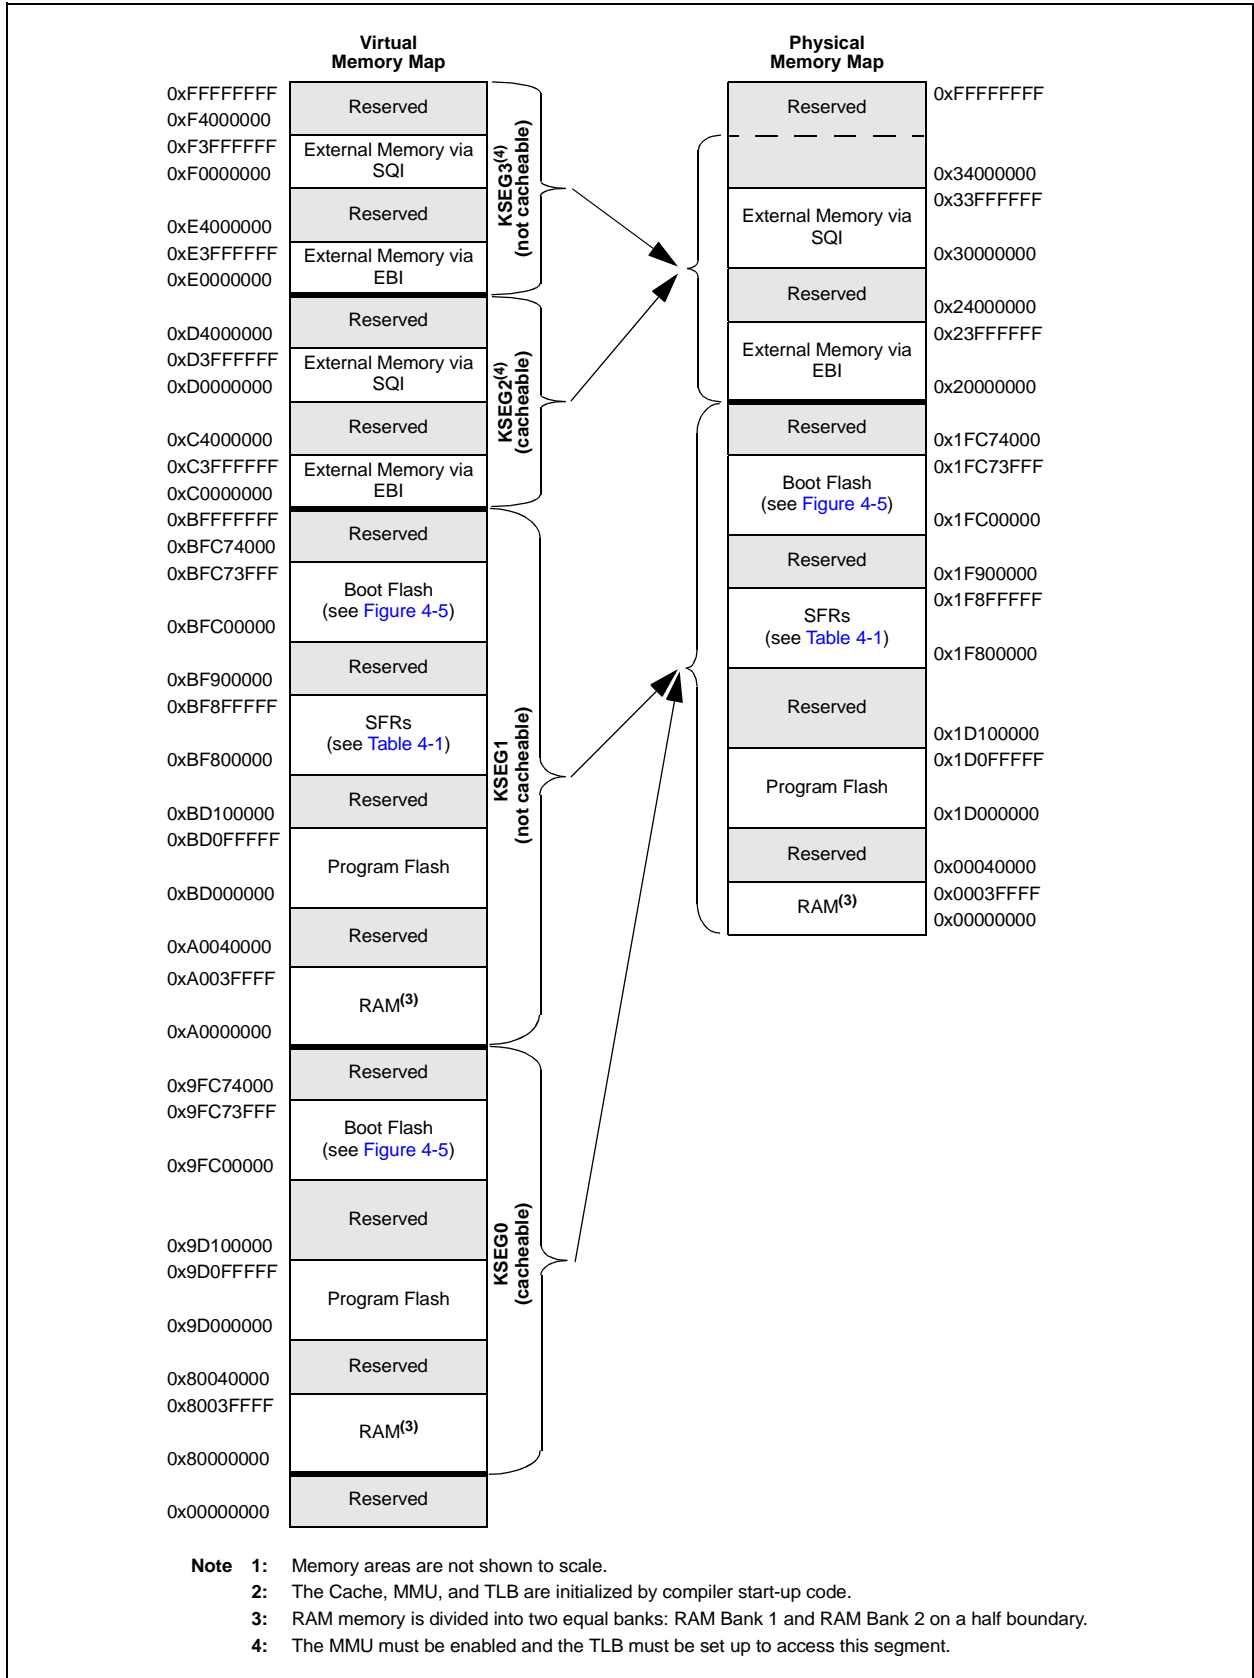 Virtual
Memory Map
0xFFFFFFFF
Reserved
0xF4000000
0xF3FFFFFF
External Memory via
SQI
0xF0000000
Reserved
0xE4000000
0xE3FFFFFF
External Memory via
EBI
0xE0000000
KSEG3(4)
(not cacheable)
Reserved
0xD4000000
0xD3FFFFFF
External Memory via
SQI
0xD0000000
Reserved
0xC4000000
0xC3FFFFFF
External Memory via
EBI
0xC0000000
KSEG2(4)
(cacheable)
0xBFFFFFFF
Reserved
0xBFC74000
0xBFC73FFF
Boot Flash
(see Figure 4-5)
0xBFC00000
Reserved
0xBF900000
0xBF8FFFFF
SFRs
(see Table 4-1)
0xBF800000
Reserved
0xBD100000
0xBD0FFFFF
Program Flash
0xBD000000
Reserved
0xA0040000
0xA003FFFF
RAM(3)
0xA0000000
KSEG1
(not cacheable)
Reserved
0x9FC74000
0x9FC73FFF
Boot Flash
(see Figure 4-5)
0x9FC00000
Reserved
0x9D100000
0x9D0FFFFF
Program Flash
0x9D000000
Reserved
0x80040000
0x8003FFFF
RAM(3)
0x80000000
KSEG0
(cacheable)
Reserved
0x00000000
Physical
Memory Map
0xFFFFFFFF
Reserved
0x34000000
0x33FFFFFF
External Memory via
SQI
0x30000000
Reserved
0x24000000
0x23FFFFFF
External Memory via
EBI
0x20000000
Reserved
0x1FC74000
0x1FC73FFF
Boot Flash
(see Figure 4-5)
0x1FC00000
Reserved
0x1F900000
0x1F8FFFFF
SFRs
(see Table 4-1)
0x1F800000
Reserved
0x1D100000
0x1D0FFFFF
Program Flash
0x1D000000
Reserved
0x00040000
0x0003FFFF
RAM(3)
0x00000000
Note 1: Memory areas are not shown to scale.
2: The Cache, MMU, and TLB are initialized by compiler start-up code.
3: RAM memory is divided into two equal banks: RAM Bank 1 and RAM Bank 2 on a half boundary.
4: The MMU must be enabled and the TLB must be set up to access this segment.